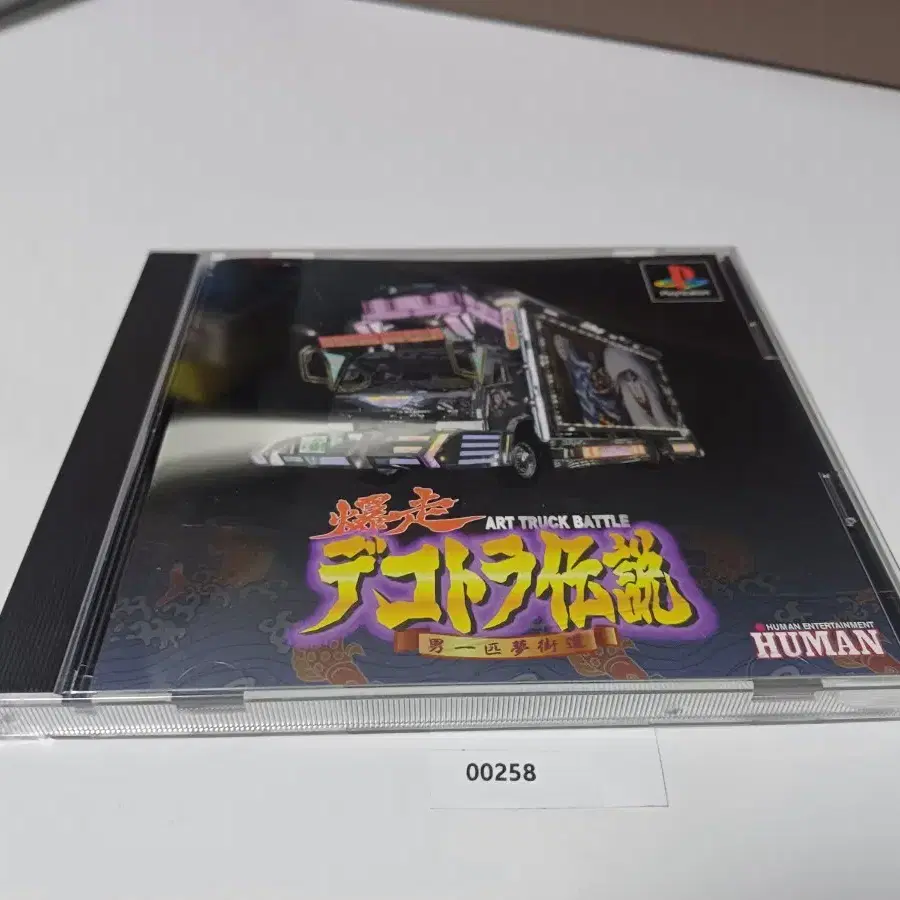 PlayStation
爆走
ART TRUCK BATTLE
デコトラ伝説
男一匹夢街道
HUMAN ENTERTAINMENT
HUMAN
00258